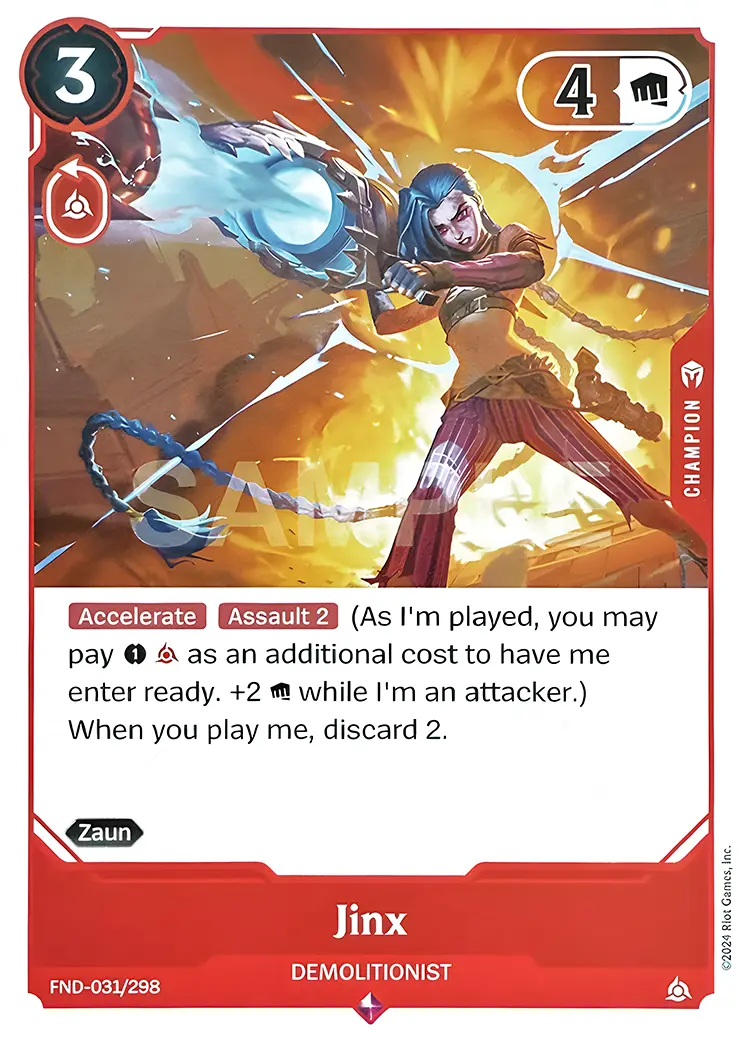 3
4
CHAMPION
SAMPLE
Accelerate Assault 2 (As I'm played, you may
pay 1 as an additional cost to have me
enter ready. +2 while I'm an attacker.)
When you play me, discard 2.
Zaun
Jinx
DEMOLITIONIST
FND-031/298
©2024 Riot Games, Inc.